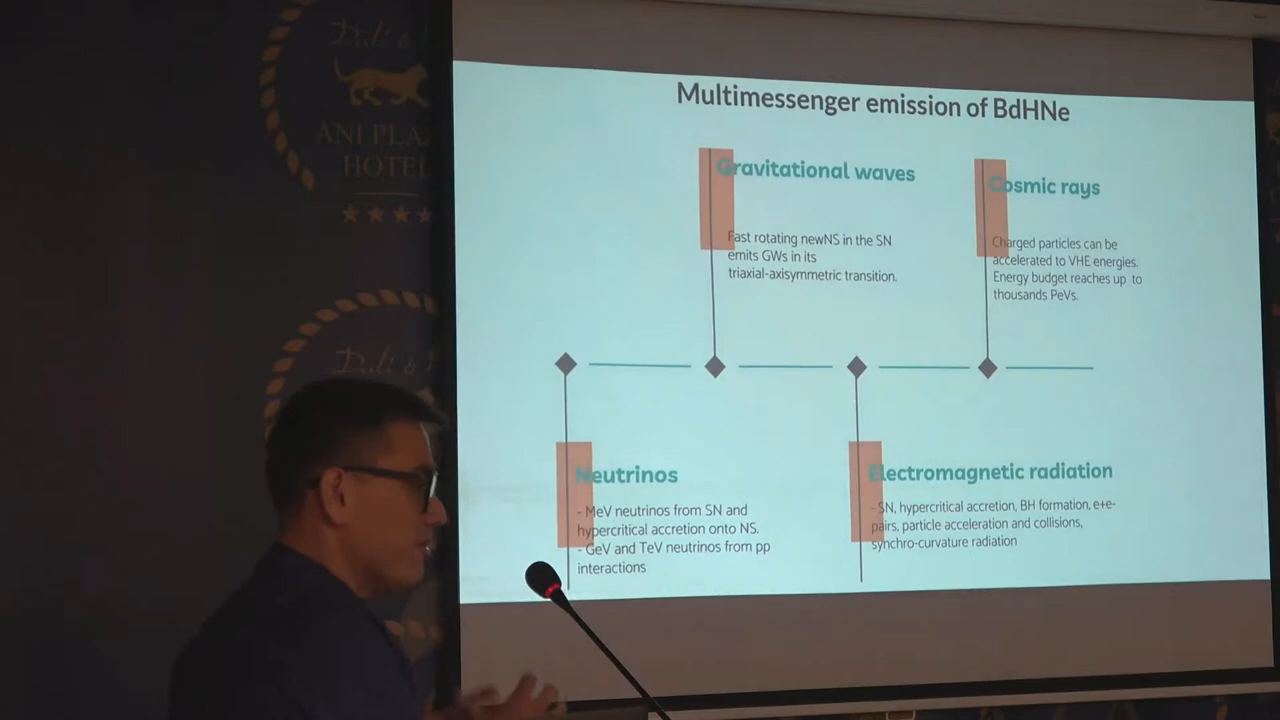 ANI PLA
HOTEL
Multimessenger emission of BdHNe
Gravitational waves
Fast rotating newNS in the SN
emits GWs in its
triaxial-axisymmetric transition.
Cosmic rays
Charged particles can be
accelerated to VHE energies.
Energy budget reaches up to
thousands PeVs.
Neutrinos
- MeV neutrinos from SN and
hypercritical accretion onto NS.
- GeV and TeV neutrinos from pp
interactions
Electromagnetic radiation
- SN, hypercritical accretion, BH formation, e+e-
pairs, particle acceleration and collisions,
synchro-curvature radiation